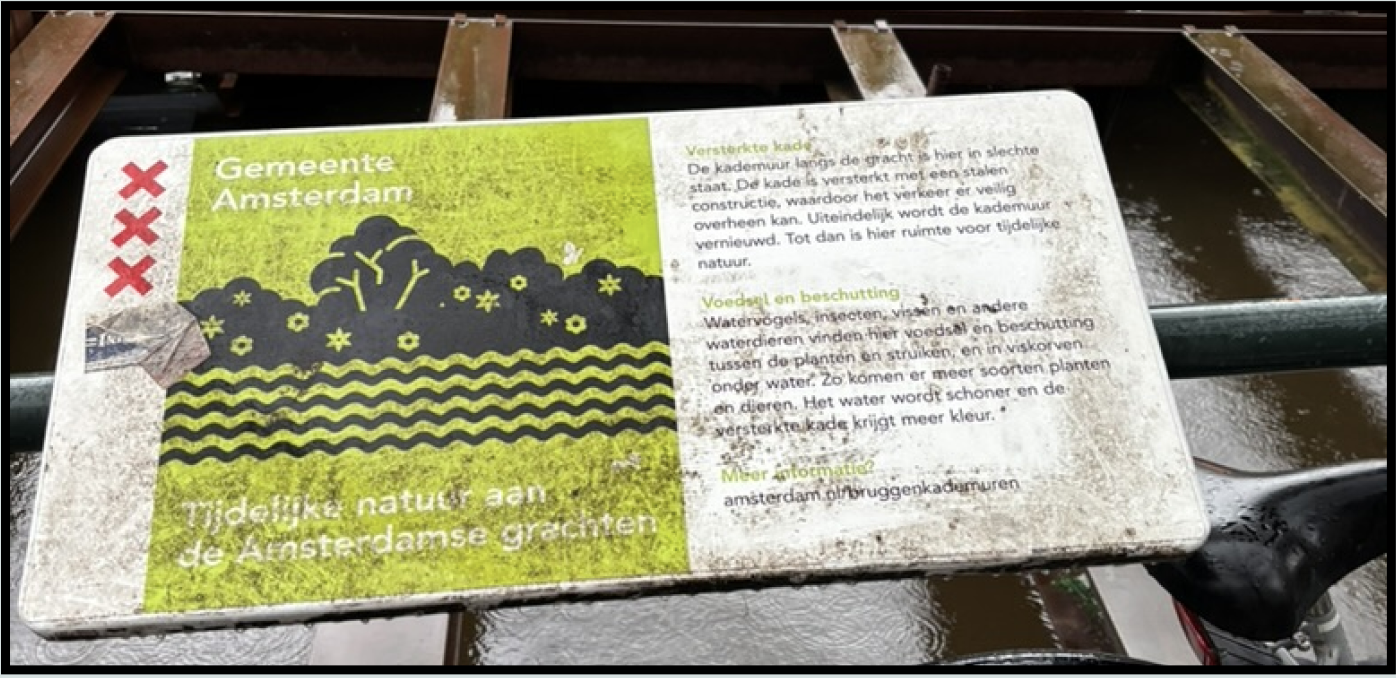 Gemeente
Amsterdam
Tijdelijke natuur aan
de Amsterdamse grachten
Versterkte kade
De kademuur langs de gracht is hier in slechte
staat. De kade is versterkt met een stalen
constructie, waardoor het verkeer er veilig
overheen kan. Uiteindelijk wordt de kademuur
vernieuwd. Tot dan is hier ruimte voor tijdelijke
natuur.
Voedsel en beschutting
Watervogels, insecten, vissen en andere
waterdieren vinden hier voedsel en beschutting
tussen de planten en struiken, en in viskorven
onder water. Zo komen er meer soorten planten
en dieren. Het water wordt schoner en de
versterkte kade krijgt meer kleur.
Meer informatie?
amsterdam.nl/bruggenkademuren